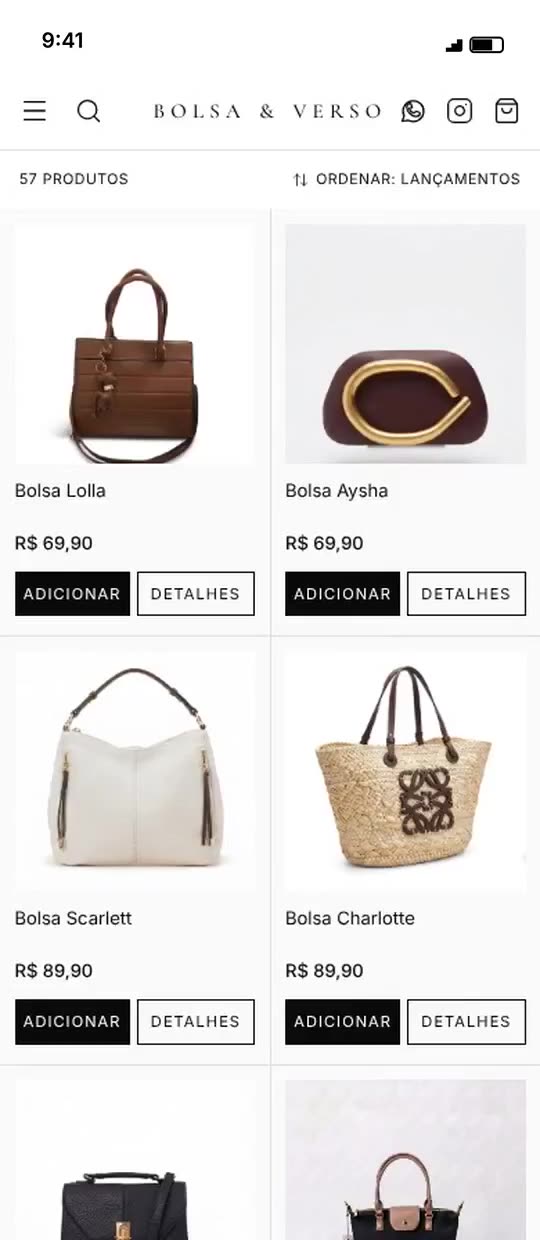 9:41
BOLSA & VERSO
57 PRODUTOS
ORDENAR: LANÇAMENTOS
Bolsa Lolla
R$ 69,90
ADICIONAR DETALHES
Bolsa Aysha
R$ 69,90
ADICIONAR DETALHES
Bolsa Scarlett
R$ 89,90
ADICIONAR DETALHES
Bolsa Charlotte
R$ 89,90
ADICIONAR DETALHES